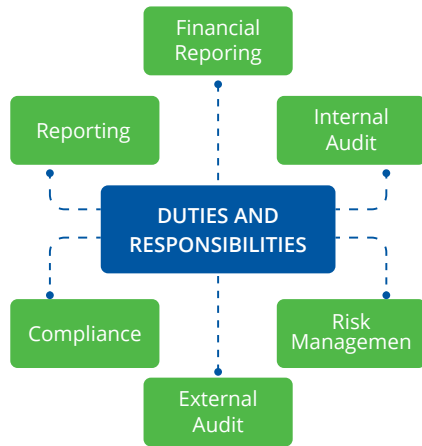 Financial
Reporing
Reporting
Internal
Audit
DUTIES AND
RESPONSIBILITIES
Compliance
Risk
Managemen
External
Audit